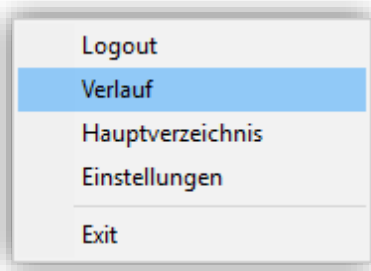 Logout
Verlauf
Hauptverzeichnis
Einstellungen
Exit